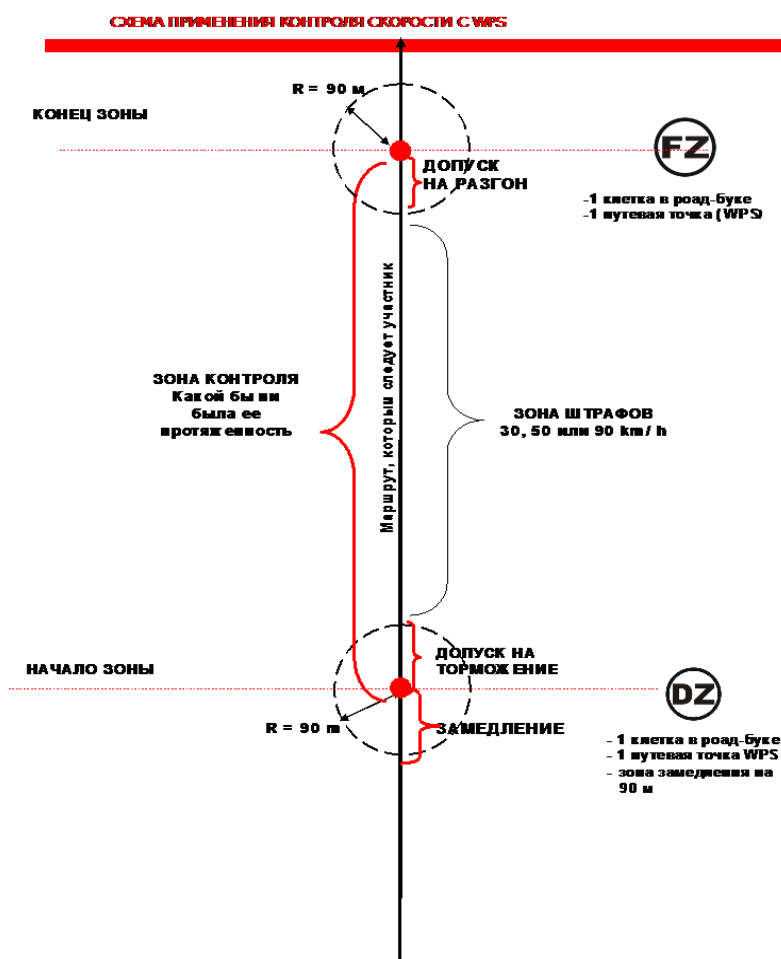 СХЕМА ПРИМЕНЕНИЯ КОНТРОЛЯ СКОРОСТИ С WPS
R = 90 м
КОНЕЦ ЗОНЫ
FZ
ДОПУСК
НА РАЗГОН
-1 клетка в роад-буке
-1 путевая точка (WPS)
Маршрут, которым следует участник
ЗОНА КОНТРОЛЯ
Какой бы ни
была ее
протяженность
ЗОНА ШТРАФОВ
30, 50 или 90 km/ h
НАЧАЛО ЗОНЫ
ДОПУСК НА
ТОРМОЖЕНИЕ
DZ
R = 90 m
ЗАМЕДЛЕНИЕ
- 1 клетка в роад-буке
- 1 путевая точка WPS
- зона замедления на
90 м